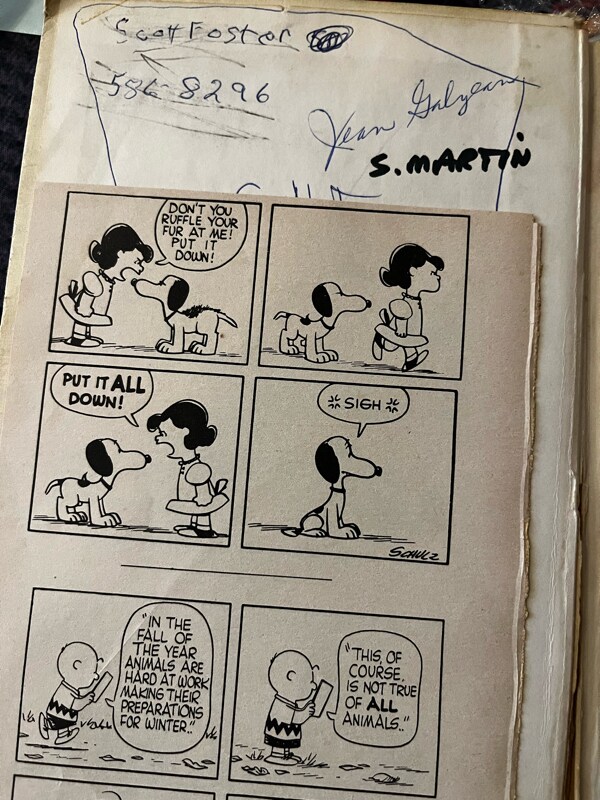 Scott Foster
586 8296
Jean Galyean
S. MARTIN
DON'T YOU
RUFFLE YOUR
FUR AT ME!
PUT IT
DOWN!
PUT IT ALL
DOWN!
SIGH
SCHULZ
"IN THE
FALL OF
THE YEAR
ANIMALS ARE
HARD AT WORK
MAKING THEIR
PREPARATIONS
FOR WINTER.."
"THIS, OF
COURSE,
IS NOT TRUE
OF ALL
ANIMALS.."